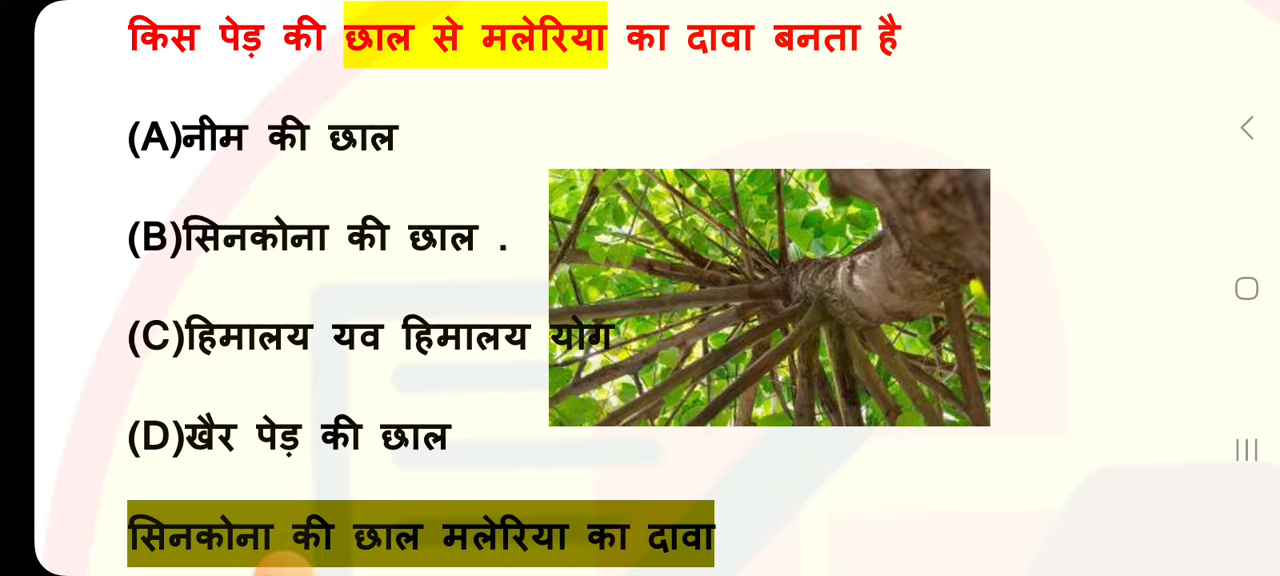 किस पेड़ की छाल से मलेरिया का दावा बनता है
(A)नीम की छाल
(B)सिनकोना की छाल .
(C)हिमालय यव हिमालय योग
(D)खैर पेड़ की छाल
सिनकोना की छाल मलेरिया का दावा